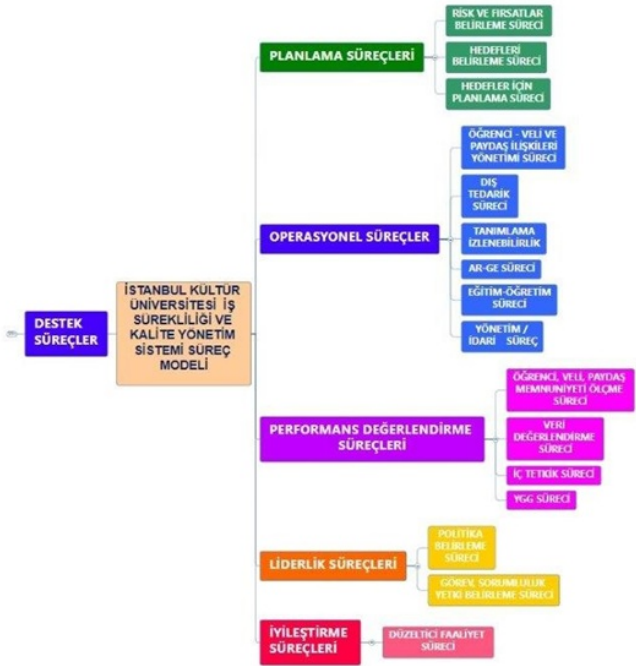 DESTEK
SÜREÇLER
İSTANBUL KÜLTÜR
ÜNİVERSİTESİ İŞ
SÜREKLİLİĞİ VE
KALİTE YÖNETİM
SİSTEMİ SÜREÇ
MODELİ
PLANLAMA SÜREÇLERİ
RİSK VE FIRSATLAR
BELİRLEME SÜRECİ
HEDEFLERİ
BELİRLEME SÜRECİ
HEDEFLER İÇİN
PLANLAMA SÜRECİ
OPERASYONEL SÜREÇLER
ÖĞRENCİ - VELİ VE
PAYDAŞ İLİŞKİLERİ
YÖNETİMİ SÜRECİ
DIŞ
TEDARİK
SÜRECİ
TANIMLAMA
İZLENEBİLİRLİK
AR-GE SÜRECİ
EĞİTİM-ÖĞRETİM
SÜRECİ
YÖNETİM /
İDARİ SÜREÇ
PERFORMANS DEĞERLENDİRME
SÜREÇLERİ
ÖĞRENCİ, VELİ, PAYDAŞ
MEMNUNİYETİ ÖLÇME
SÜRECİ
VERİ
DEĞERLENDİRME
SÜRECİ
İÇ TETKİK SÜRECİ
YGG SÜRECİ
LİDERLİK SÜREÇLERİ
POLİTİKA
BELİRLEME
SÜRECİ
GÖREV, SORUMLULUK
YETKİ BELİRLEME SÜRECİ
İYİLEŞTİRME
SÜREÇLERİ
DÜZELTİCİ FAALİYET
SÜRECİ